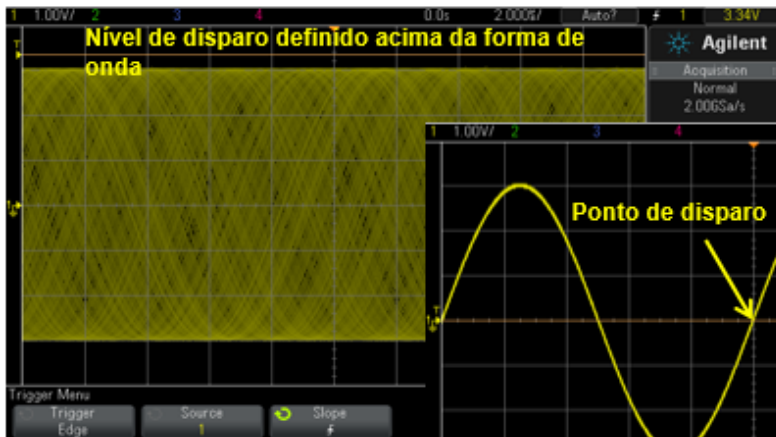 1 1.00V/ 2 3 4 0.0s 2.000%/ Auto? 1 3.34V
Nível de disparo definido acima da forma de
onda
T
Agilent
Acquisition
Normal
2.00GSa/s
1
1 1.00V/ 2 3 4
Ponto de disparo
T
1
Trigger Menu
Trigger
Edge
Source
1
Slope